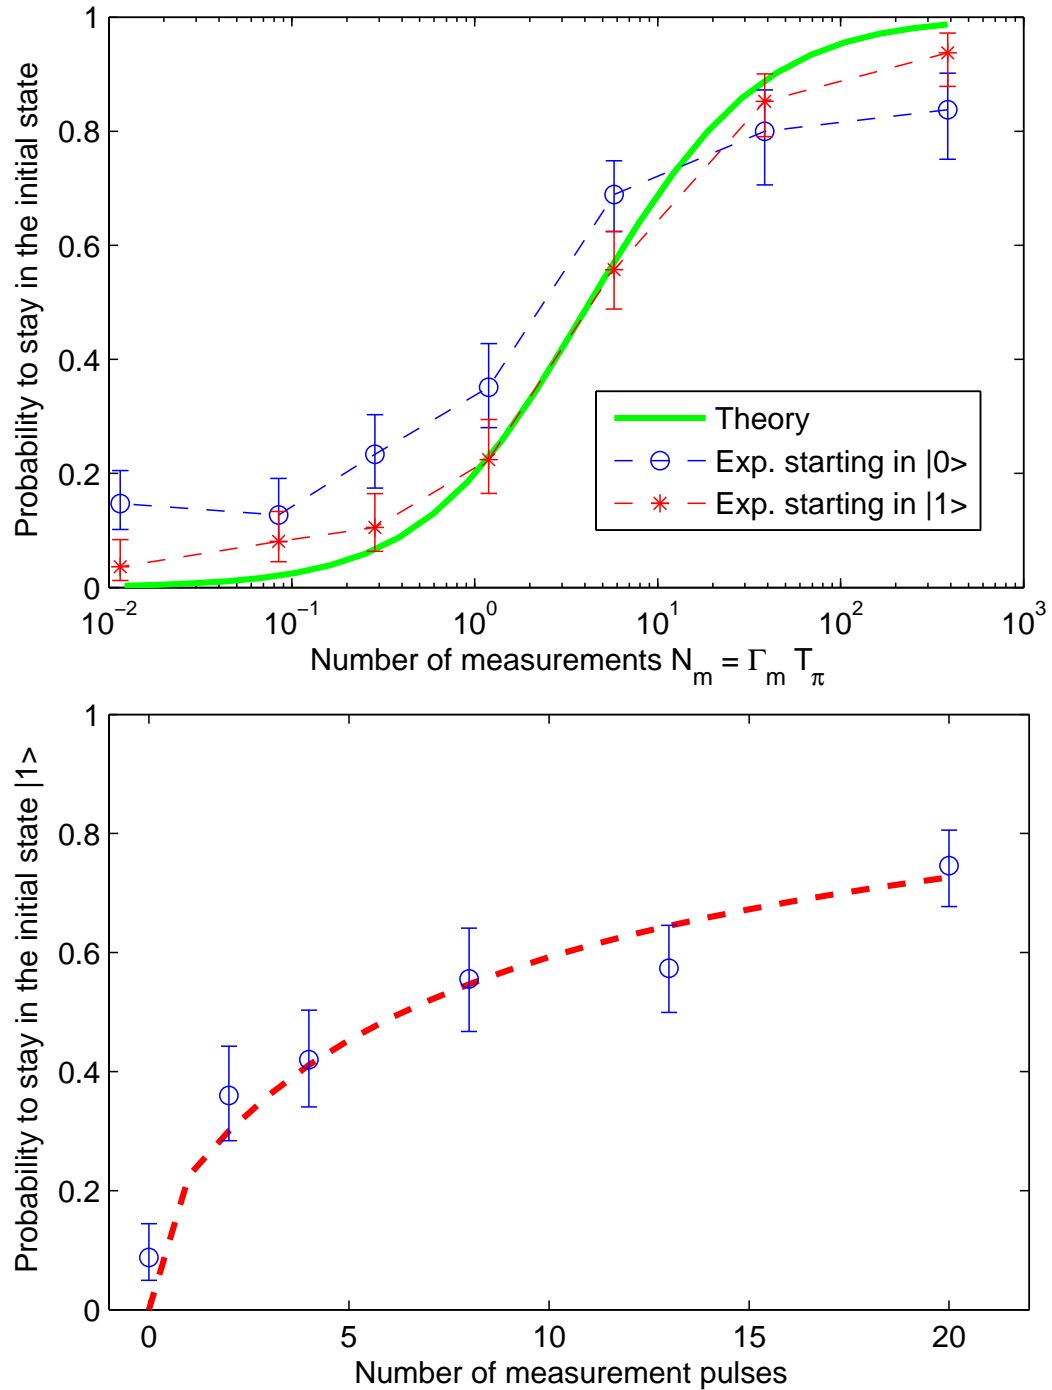 Probability to stay in the initial state
1
0.8
0.6
0.4
0.2
0
Theory
Exp. starting in |0>
Exp. starting in |1>
10⁻² 10⁻¹ 10⁰ 10¹ 10² 10³
Number of measurements Nₘ = Γₘ T_π
Probability to stay in the initial state |1>
1
0.8
0.6
0.4
0.2
0
0 5 10 15 20
Number of measurement pulses